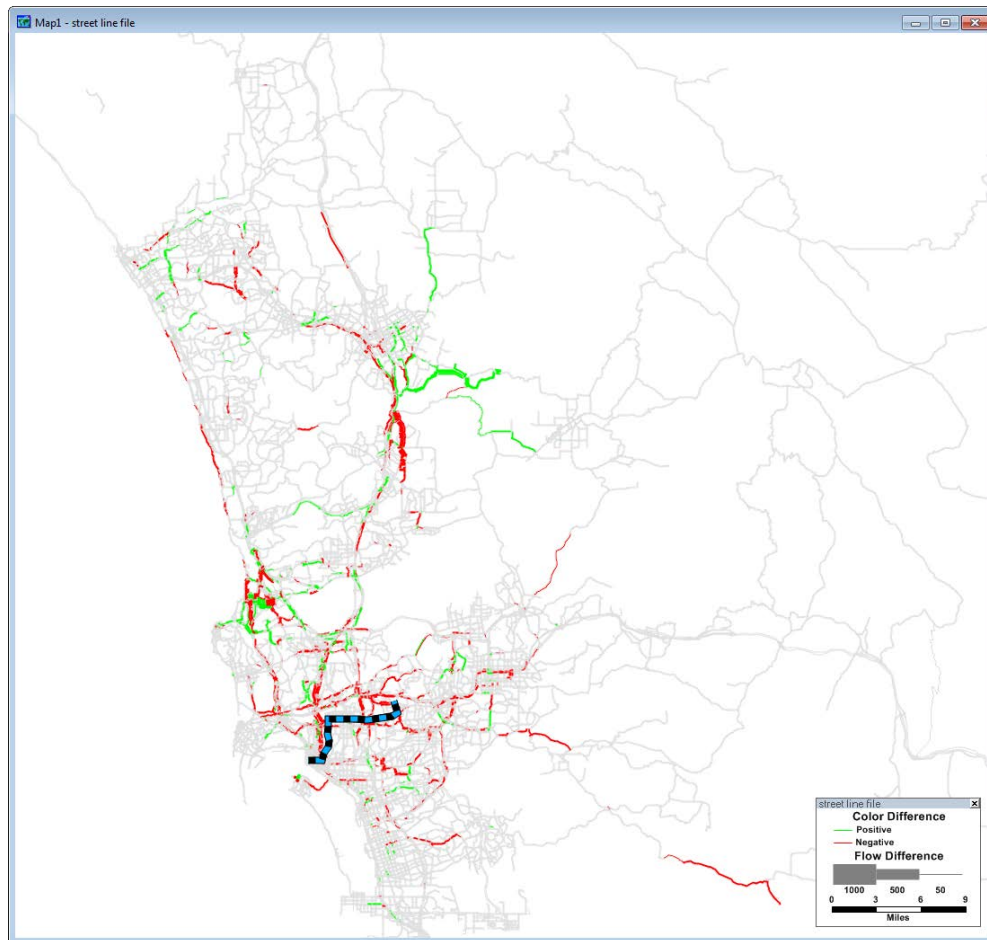 Map1 - street line file
street line file
Color Difference
Positive
Negative
Flow Difference
1000 500 50
0 3 6 9
Miles